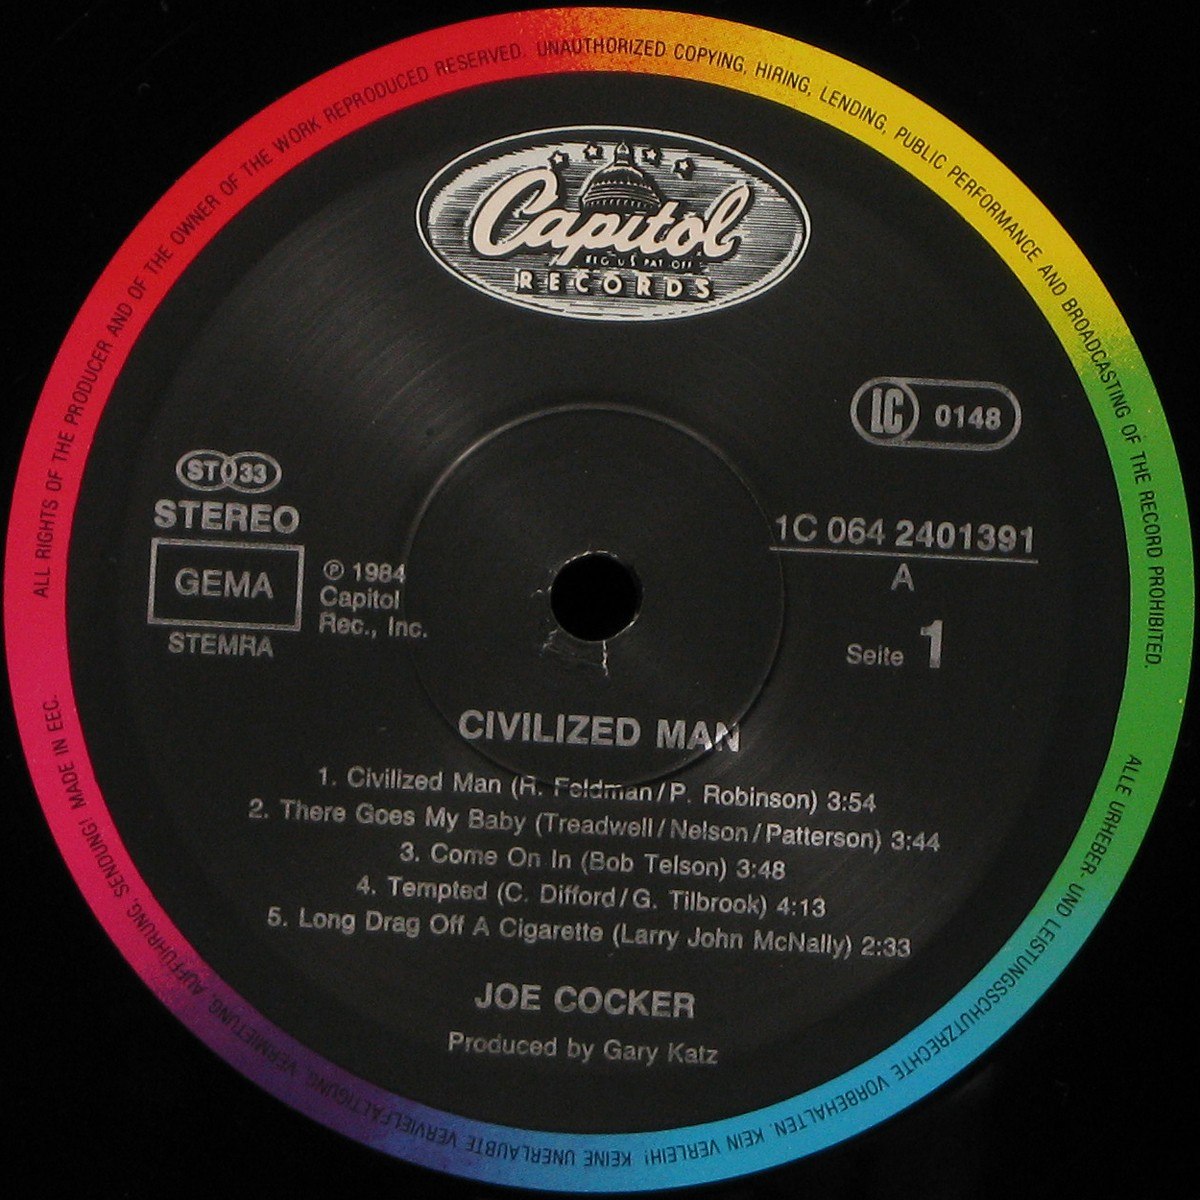 ALL RIGHTS OF THE PRODUCER AND OF THE OWNER OF THE WORK REPRODUCED RESERVED. UNAUTHORIZED COPYING, HIRING, LENDING, PUBLIC PERFORMANCE AND BROADCASTING OF THE RECORD PROHIBITED.
Capitol
REG U S PAT OFF
RECORDS
LC 0148
ST 33
STEREO
GEMA
STEMRA
℗ 1984
Capitol
Rec., Inc.
1C 064 2401391
A
Seite 1
CIVILIZED MAN
1. Civilized Man (R. Feldman/P. Robinson) 3:54
2. There Goes My Baby (Treadwell/Nelson/Patterson) 3:44
3. Come On In (Bob Telson) 3:48
4. Tempted (C. Difford/G. Tilbrook) 4:13
5. Long Drag Off A Cigarette (Larry John McNally) 2:33
JOE COCKER
Produced by Gary Katz
ALLE URHEBER- UND LEISTUNGSSCHUTZRECHTE VORBEHALTEN. KEIN VERLEIH! KEINE UNERLAUBTE VERVIELFÄLTIGUNG, VERMIETUNG, AUFFÜHRUNG, SENDUNG! MADE IN EEC.